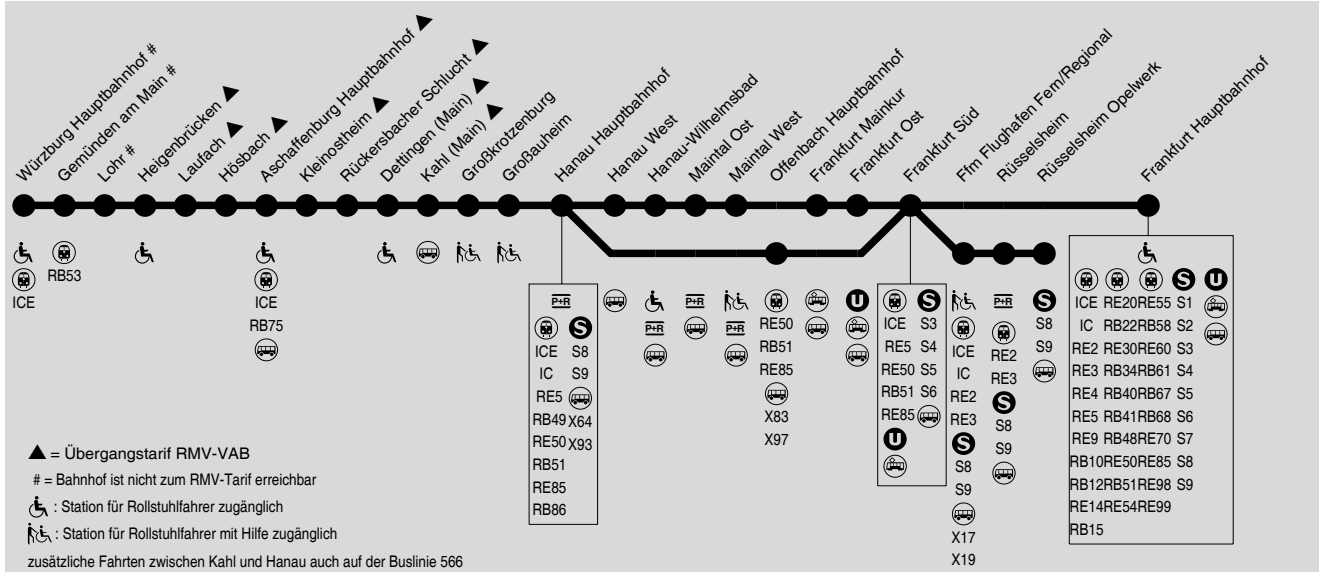 Würzburg Hauptbahnhof #
Gemünden am Main #
Lohr #
Heigenbrücken ▲
Laufach ▲
Hösbach ▲
Aschaffenburg Hauptbahnhof ▲
Kleinostheim ▲
Rückersbacher Schlucht ▲
Dettingen (Main) ▲
Kahl (Main) ▲
Großkrotzenburg
Großauheim
Hanau Hauptbahnhof
Hanau West
Hanau-Wilhelmsbad
Maintal Ost
Maintal West
Offenbach Hauptbahnhof
Frankfurt Mainkur
Frankfurt Ost
Frankfurt Süd
Ffm Flughafen Fern/Regional
Rüsselsheim
Rüsselsheim Opelwerk
Frankfurt Hauptbahnhof
ICE
RB53
ICE
RB75
P+R
S
ICE S8
IC S9
RE5
RB49 X64
RE50 X93
RB51
RE85
RB86
P+R
P+R
P+R
RE50
RB51
RE85
X83
X97
U
S
ICE S3
RE5 S4
RE50 S5
RB51 S6
RE85
U
ICE
IC
RE2
RE3
S
S8
S9
X17
X19
P+R
RE2
RE3
S
S8
S9
S
S8
S9
S U
ICE RE20 RE55 S1
IC RB22 RB58 S2
RE2 RE30 RE60 S3
RE3 RB34 RB61 S4
RE4 RB40 RB67 S5
RE5 RB41 RB68 S6
RE9 RB48 RE70 S7
RB10 RE50 RE85 S8
RB12 RB51 RE98 S9
RE14 RE54 RE99
RB15
▲ = Übergangstarif RMV-VAB
# = Bahnhof ist nicht zum RMV-Tarif erreichbar
: Station für Rollstuhlfahrer zugänglich
: Station für Rollstuhlfahrer mit Hilfe zugänglich
zusätzliche Fahrten zwischen Kahl und Hanau auch auf der Buslinie 566